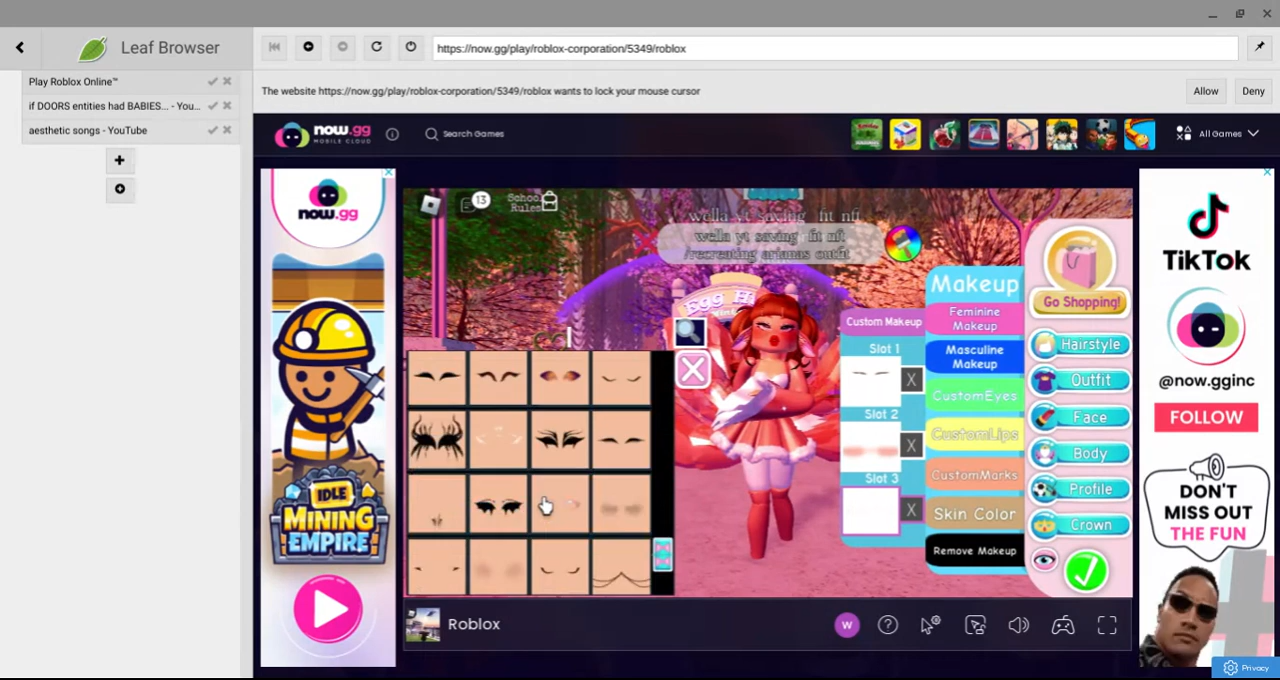 Leaf Browser
https://now.gg/play/roblox-corporation/5349/roblox
Play Roblox Online™
if DOORS entities had BABIES... - You...
aesthetic songs - YouTube
The website https://now.gg/play/roblox-corporation/5349/roblox wants to lock your mouse cursor
Allow
Deny
now.gg
MOBILE CLOUD
Search Games
All Games
now.gg
IDLE
MINING
EMPIRE
13
School
Rules
wella yt saving fit nft
wella yt saving fit nft
/recreating arianas outfit
Egg H
Custom Makeup
Slot 1
X
Slot 2
X
Slot 3
X
Makeup
Feminine
Makeup
Masculine
Makeup
CustomEyes
CustomLips
CustomMarks
Skin Color
Remove Makeup
Go Shopping!
Hairstyle
Outfit
Face
Body
Profile
Crown
Roblox
W
TikTok
@now.gginc
FOLLOW
DON'T
MISS OUT
THE FUN
Privacy